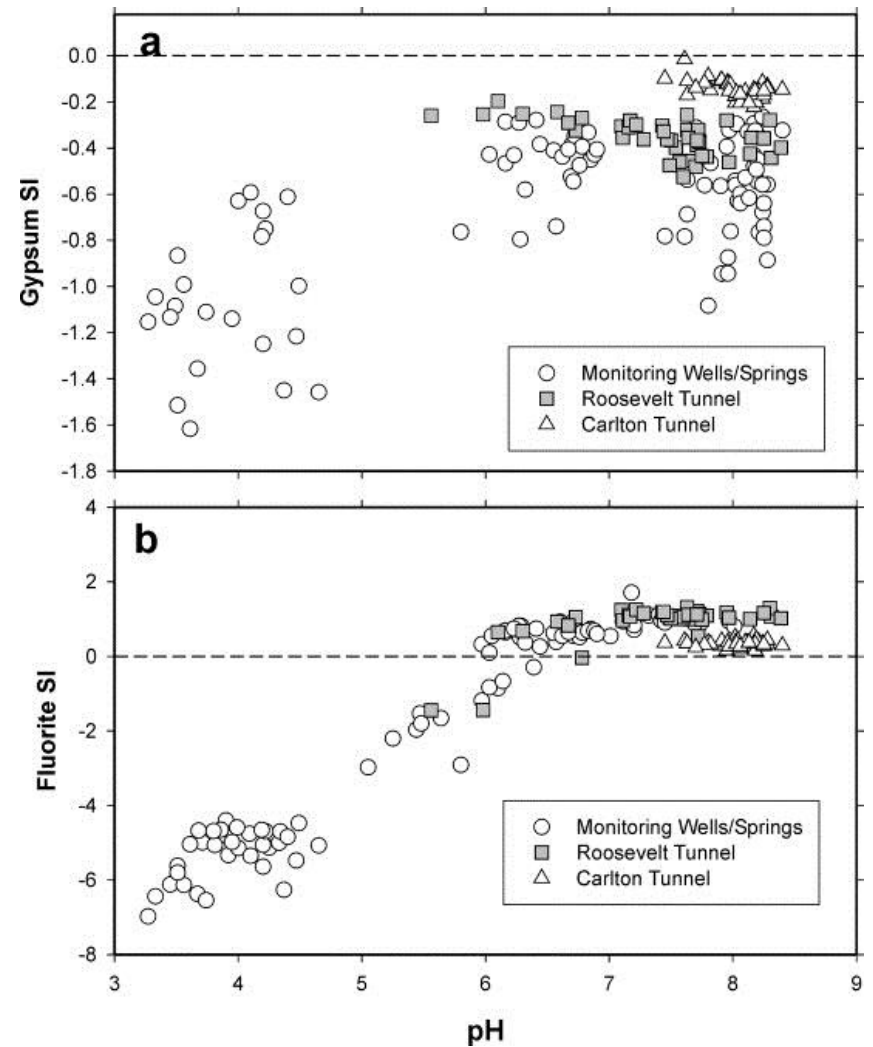 a
0.0
-0.2
-0.4
-0.6
-0.8
-1.0
-1.2
-1.4
-1.6
-1.8
Gypsum SI
Monitoring Wells/Springs
Roosevelt Tunnel
Carlton Tunnel
b
4
2
0
-2
-4
-6
-8
Fluorite SI
Monitoring Wells/Springs
Roosevelt Tunnel
Carlton Tunnel
3 4 5 6 7 8 9
pH